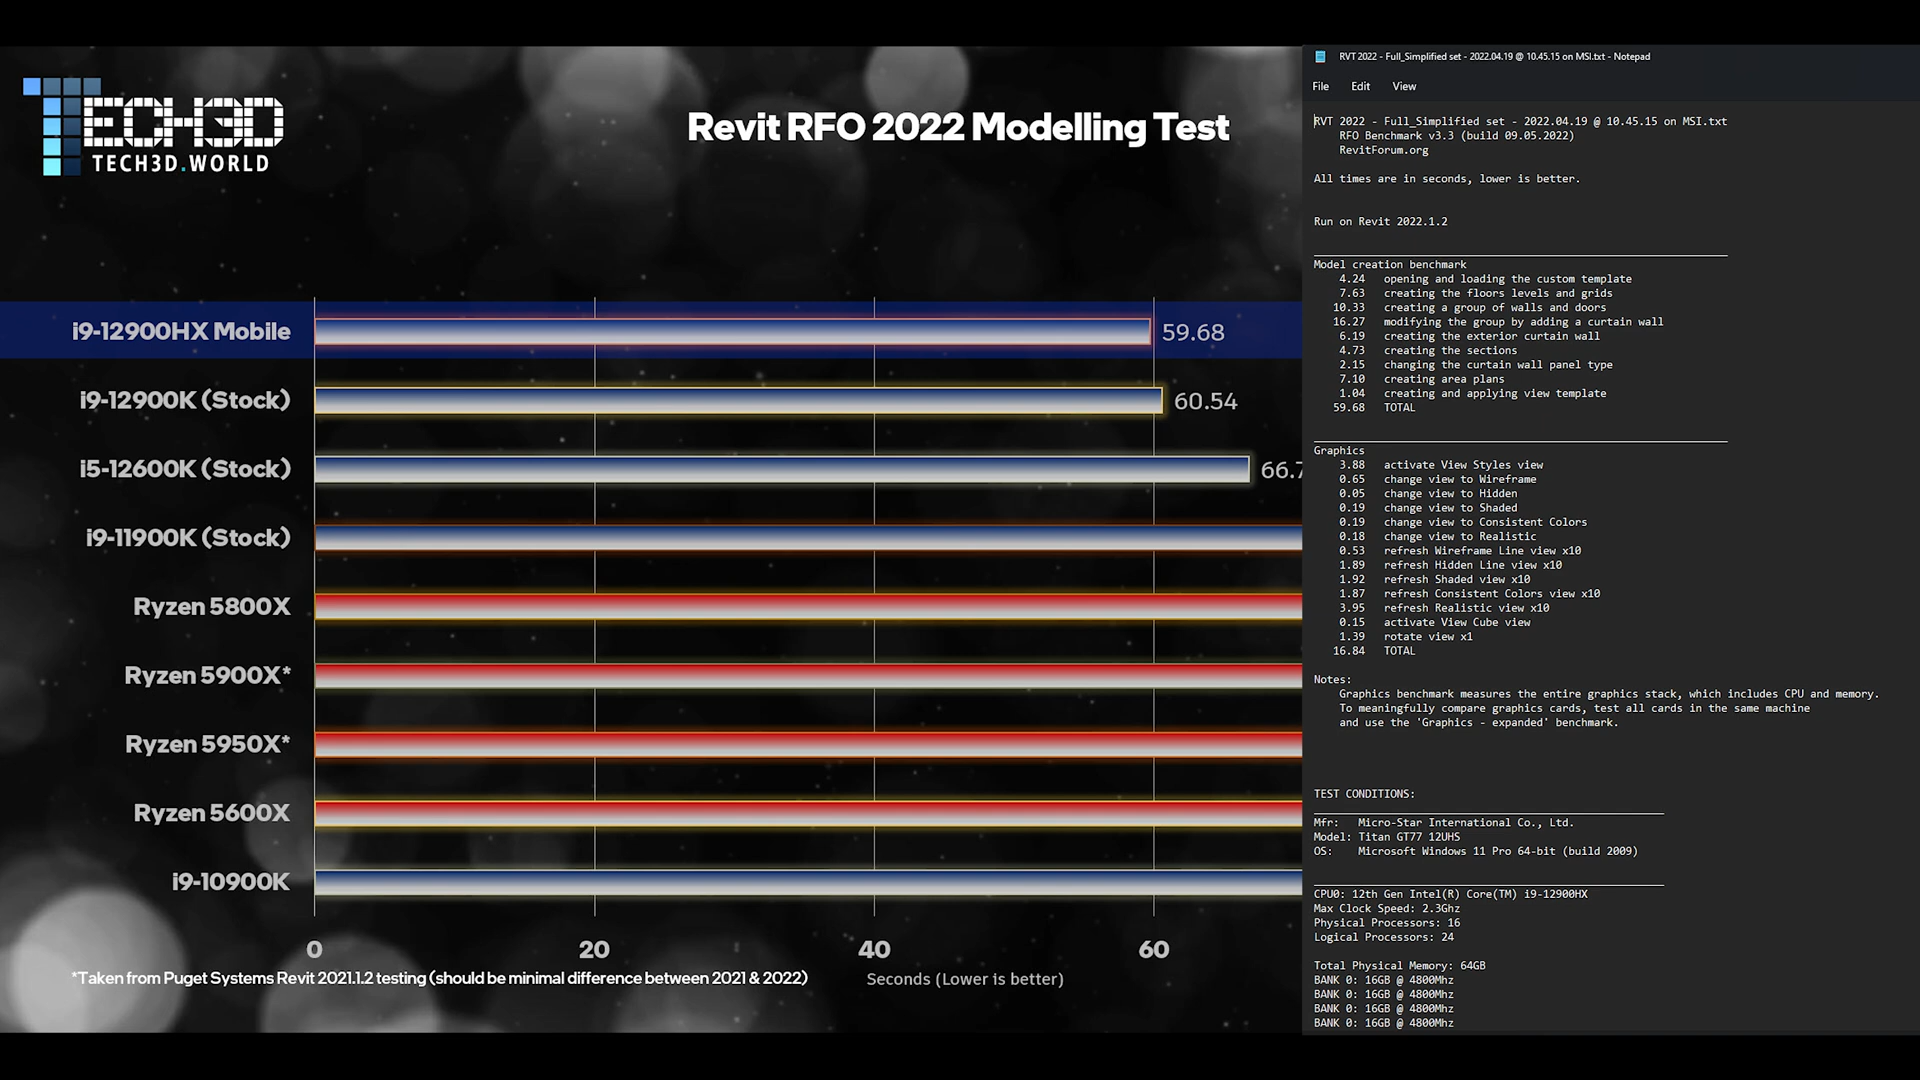 TECH3D
TECH3D.WORLD
Revit RFO 2022 Modelling Test
i9-12900HX Mobile
59.68
i9-12900K (Stock)
60.54
i5-12600K (Stock)
66.7
i9-11900K (Stock)
Ryzen 5800X
Ryzen 5900X*
Ryzen 5950X*
Ryzen 5600X
i9-10900K
0 20 40 60
*Taken from Puget Systems Revit 2021.1.2 testing (should be minimal difference between 2021 & 2022)
Seconds (Lower is better)
RVT 2022 - Full_Simplified set - 2022.04.19 @ 10.45.15 on MSI.txt - Notepad
File Edit View
RVT 2022 - Full_Simplified set - 2022.04.19 @ 10.45.15 on MSI.txt
RFO Benchmark v3.3 (build 09.05.2022)
RevitForum.org
All times are in seconds, lower is better.
Run on Revit 2022.1.2
Model creation benchmark
4.24 opening and loading the custom template
7.63 creating the floors levels and grids
10.33 creating a group of walls and doors
16.27 modifying the group by adding a curtain wall
6.19 creating the exterior curtain wall
4.73 creating the sections
2.15 changing the curtain wall panel type
7.10 creating area plans
1.04 creating and applying view template
59.68 TOTAL
Graphics
3.88 activate View Styles view
0.65 change view to Wireframe
0.05 change view to Hidden
0.19 change view to Shaded
0.19 change view to Consistent Colors
0.18 change view to Realistic
0.53 refresh Wireframe Line view x10
1.89 refresh Hidden Line view x10
1.92 refresh Shaded view x10
1.87 refresh Consistent Colors view x10
3.95 refresh Realistic view x10
0.15 activate View Cube view
1.39 rotate view x1
16.84 TOTAL
Notes:
Graphics benchmark measures the entire graphics stack, which includes CPU and memory.
To meaningfully compare graphics cards, test all cards in the same machine
and use the 'Graphics - expanded' benchmark.
TEST CONDITIONS:
Mfr: Micro-Star International Co., Ltd.
Model: Titan GT77 12UHS
OS: Microsoft Windows 11 Pro 64-bit (build 2009)
CPU0: 12th Gen Intel(R) Core(TM) i9-12900HX
Max Clock Speed: 2.3Ghz
Physical Processors: 16
Logical Processors: 24
Total Physical Memory: 64GB
BANK 0: 16GB @ 4800Mhz
BANK 0: 16GB @ 4800Mhz
BANK 0: 16GB @ 4800Mhz
BANK 0: 16GB @ 4800Mhz